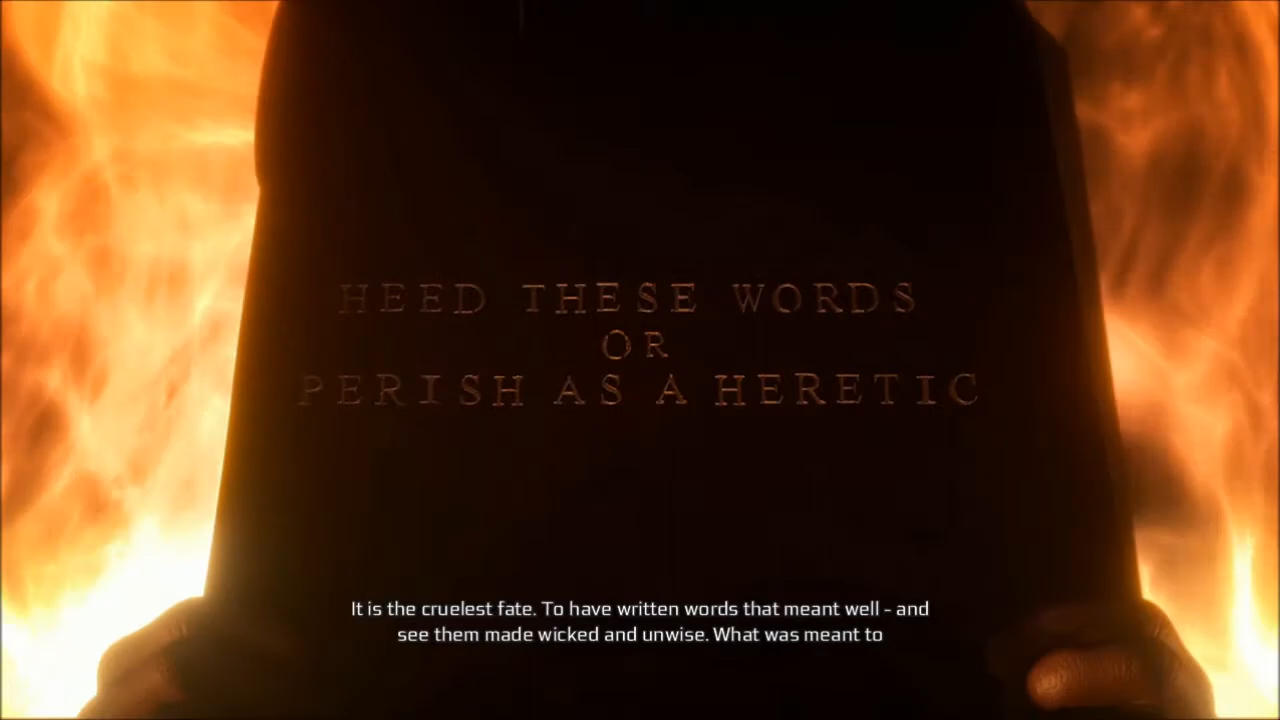 HEED THESE WORDS
OR
PERISH AS A HERETIC
It is the cruelest fate. To have written words that meant well - and
see them made wicked and unwise. What was meant to